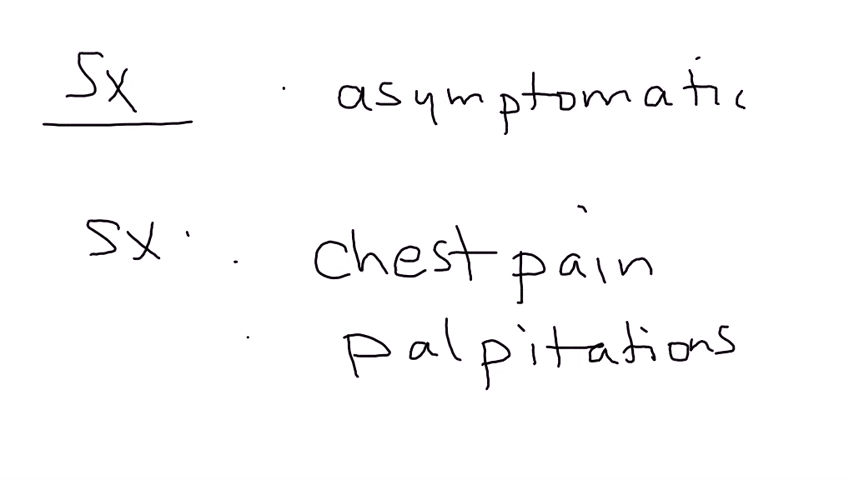 Sx · asymptomatic
Sx: · chest pain
· palpitations